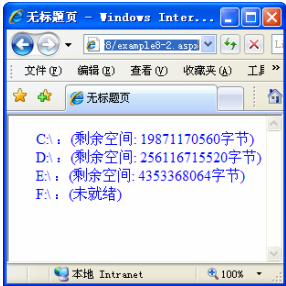 无标题页 - Windows Inter...
8/example8-2.aspx
文件(F) 编辑(E) 查看(V) 收藏夹(A) 工具 »
无标题页
C:\ ：(剩余空间: 19871170560字节)
D:\ ：(剩余空间: 256116715520字节)
E:\ ：(剩余空间: 4353368064字节)
F:\ ：(未就绪)
本地 Intranet 100%